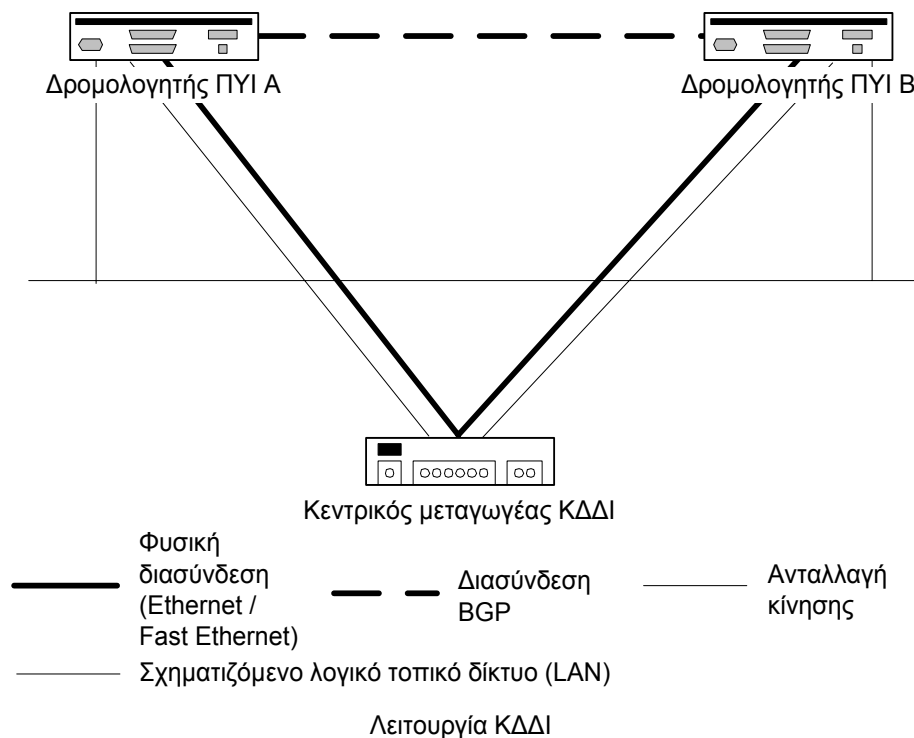 Δρομολογητής ΠΥΙ Α
Δρομολογητής ΠΥΙ Β
Κεντρικός μεταγωγέας ΚΔΔΙ
Φυσική
διασύνδεση
(Ethernet /
Fast Ethernet)
Διασύνδεση
BGP
Ανταλλαγή
κίνησης
Σχηματιζόμενο λογικό τοπικό δίκτυο (LAN)
Λειτουργία ΚΔΔΙ